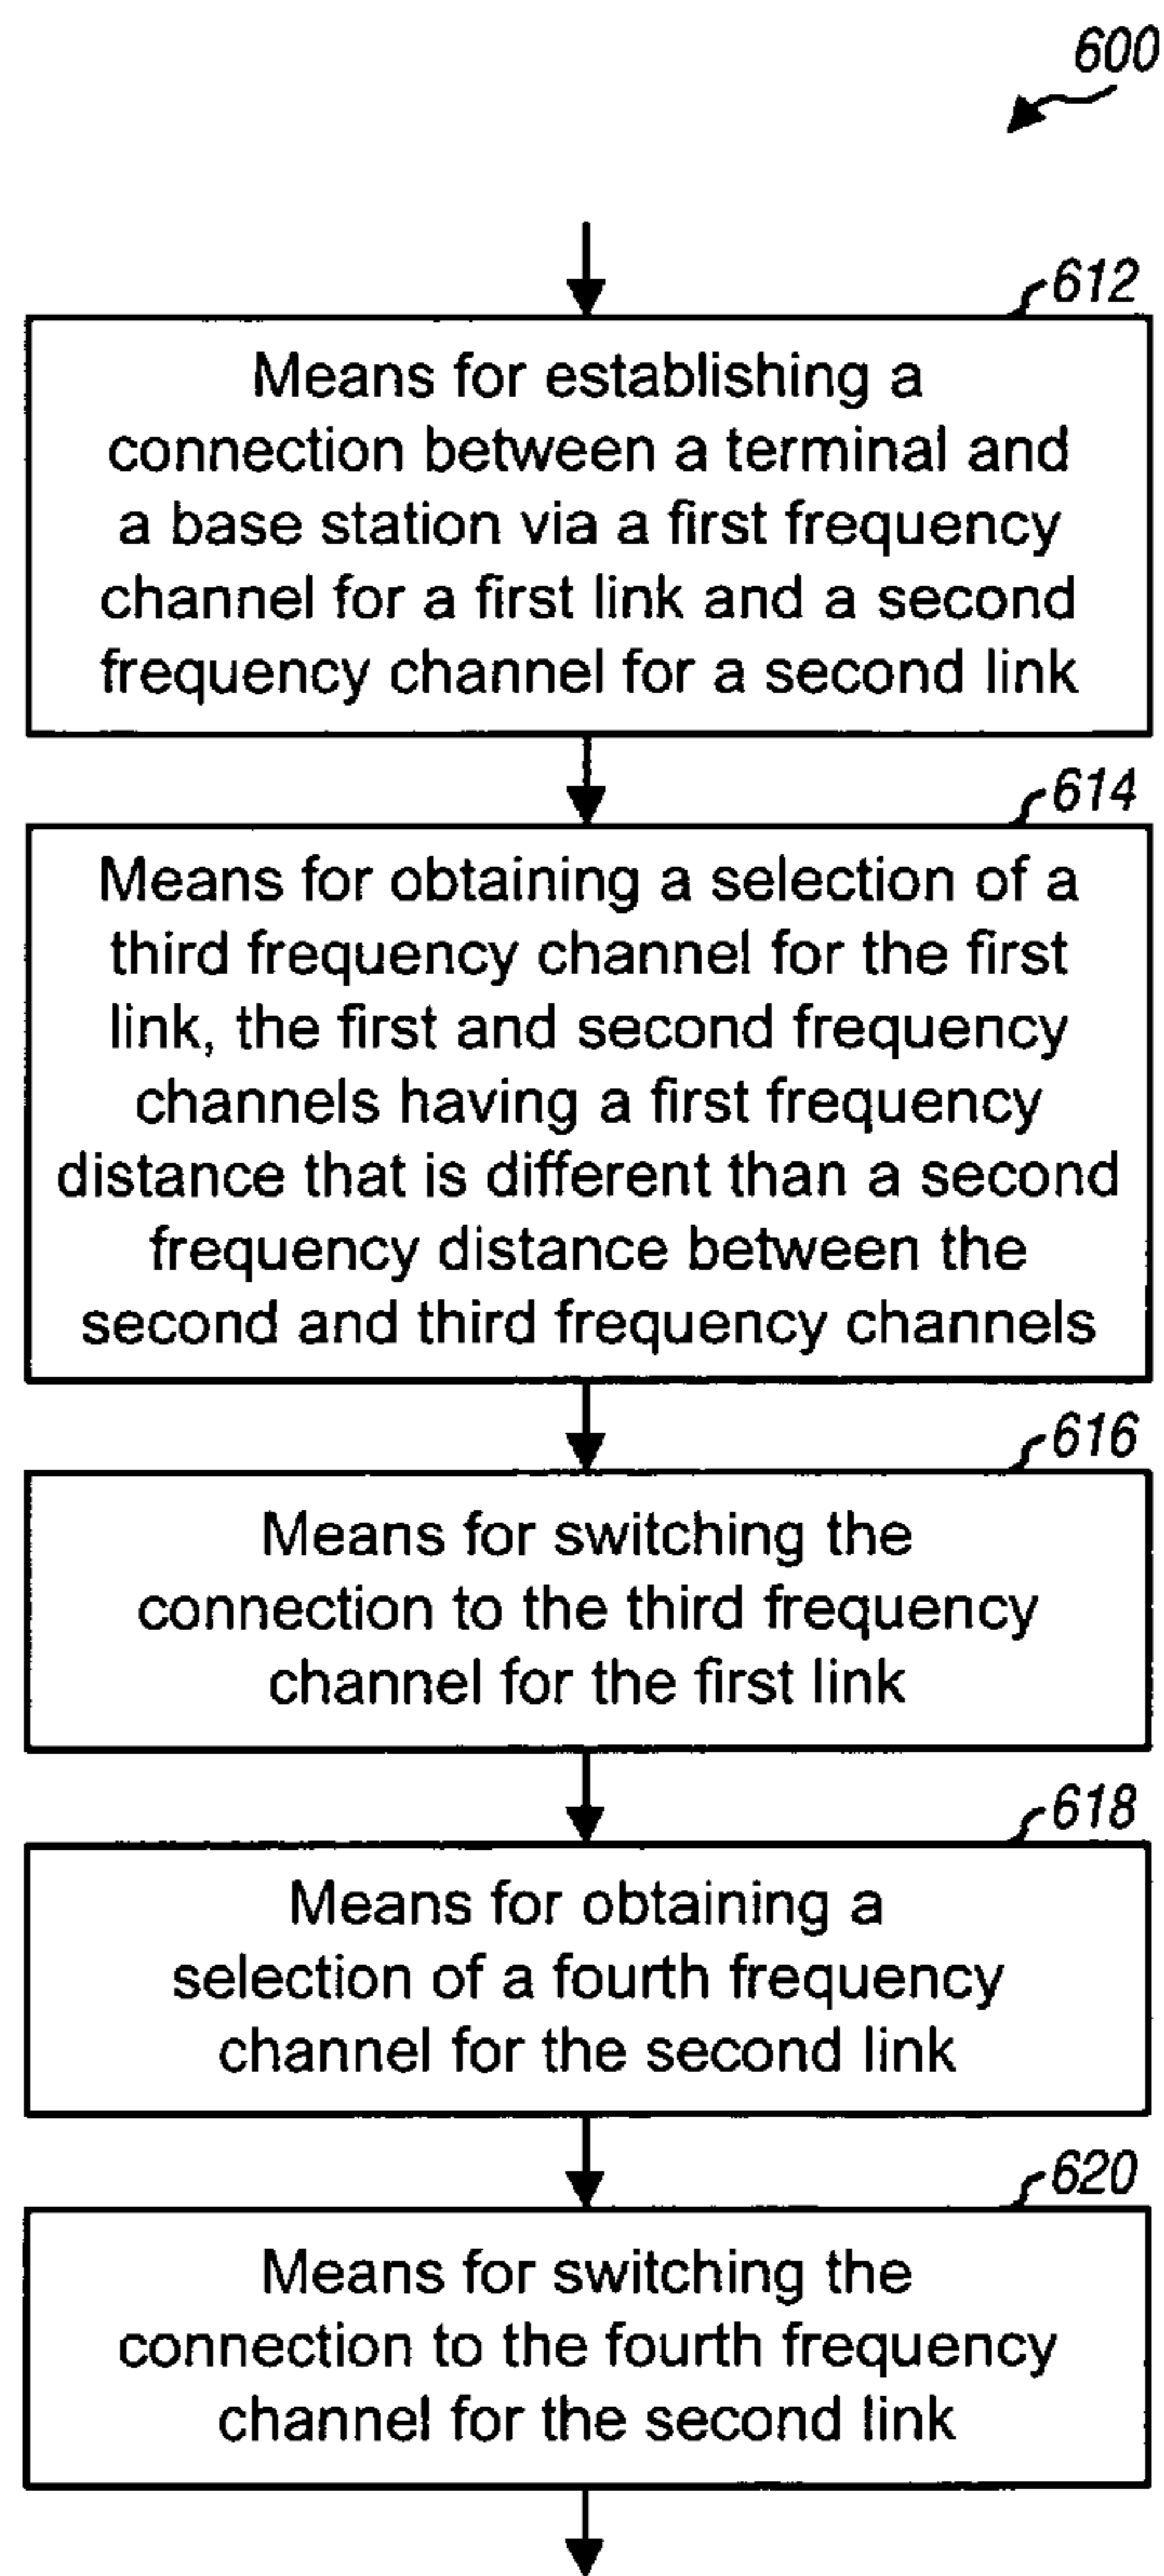 600
612
Means for establishing a
connection between a terminal and
a base station via a first frequency
channel for a first link and a second
frequency channel for a second link
614
Means for obtaining a selection of a
third frequency channel for the first
link, the first and second frequency
channels having a first frequency
distance that is different than a second
frequency distance between the
second and third frequency channels
616
Means for switching the
connection to the third frequency
channel for the first link
618
Means for obtaining a
selection of a fourth frequency
channel for the second link
620
Means for switching the
connection to the fourth frequency
channel for the second link